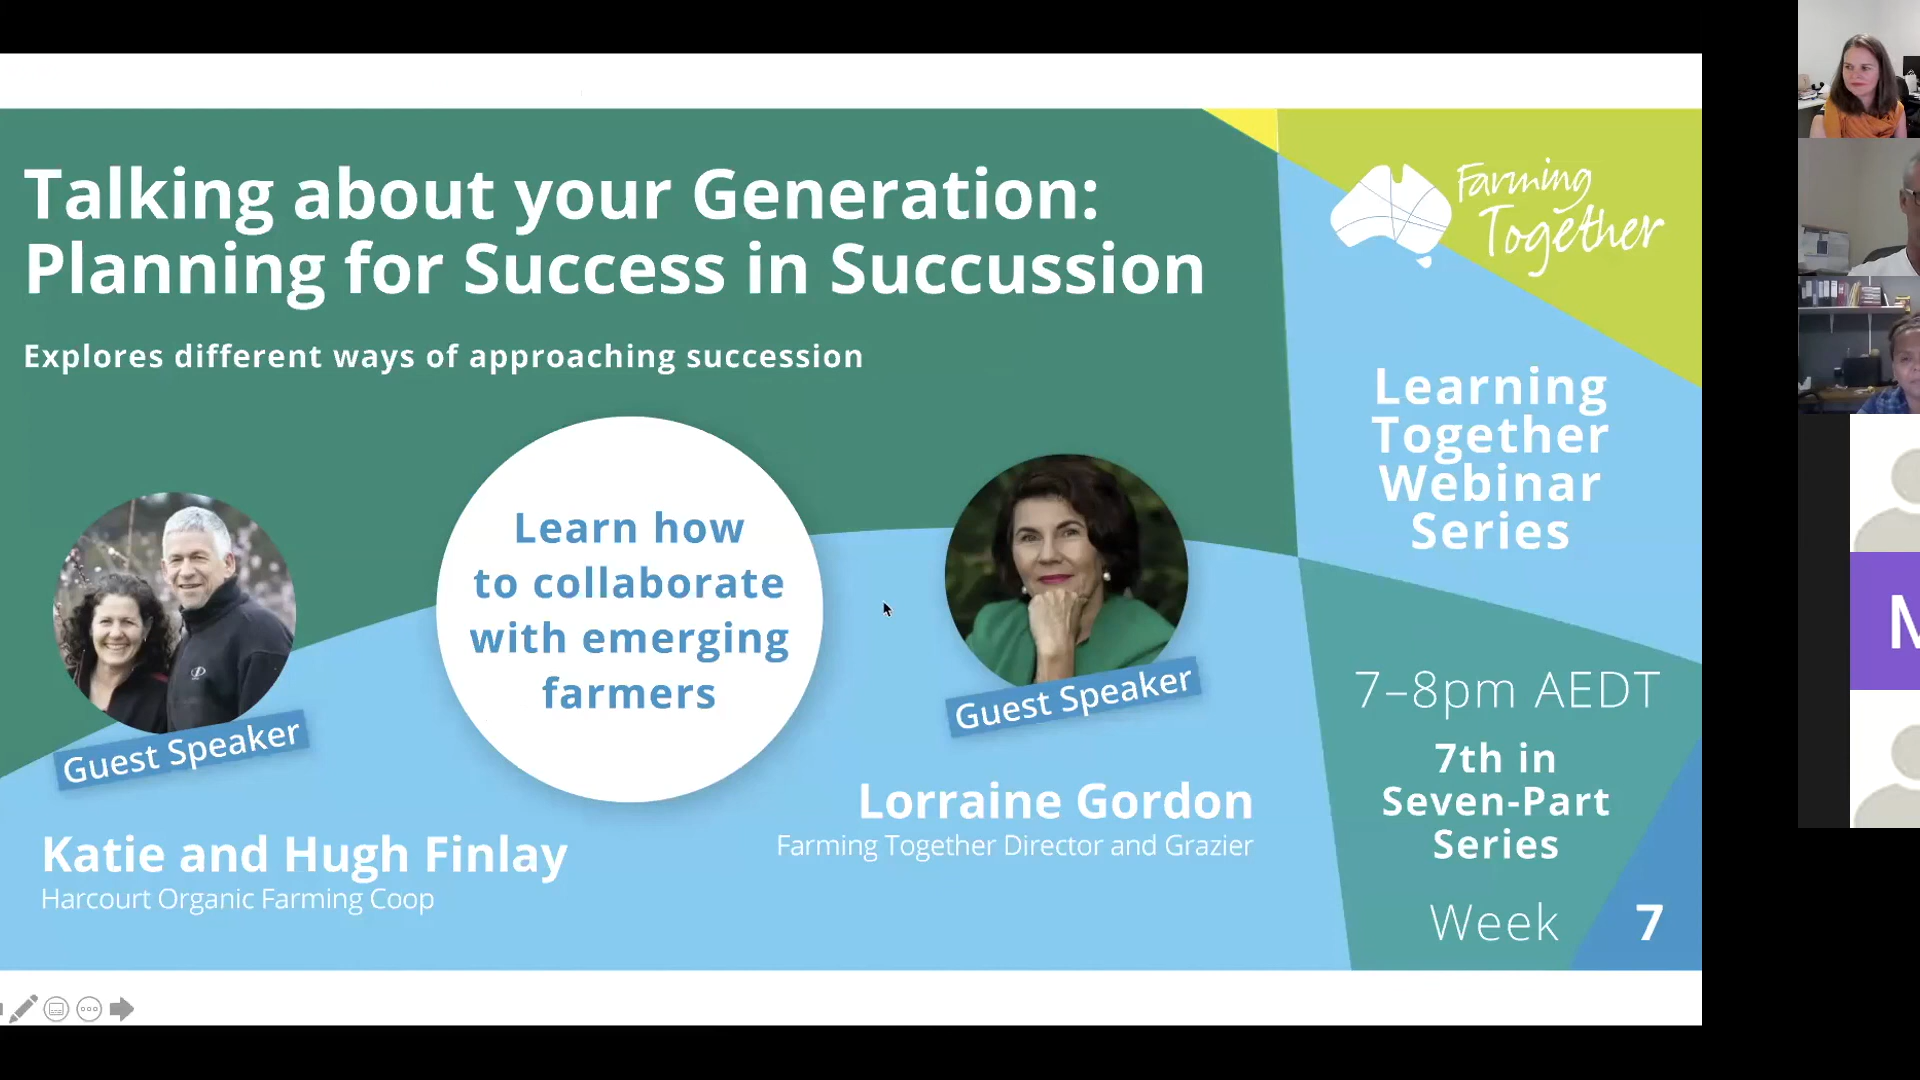 Talking about your Generation:
Planning for Success in Succussion
Explores different ways of approaching succession
Farming
Together
Learning
Together
Webinar
Series
Learn how
to collaborate
with emerging
farmers
Guest Speaker
Guest Speaker
Katie and Hugh Finlay
Harcourt Organic Farming Coop
Lorraine Gordon
Farming Together Director and Grazier
7–8pm AEDT
7th in
Seven-Part
Series
Week 7
M